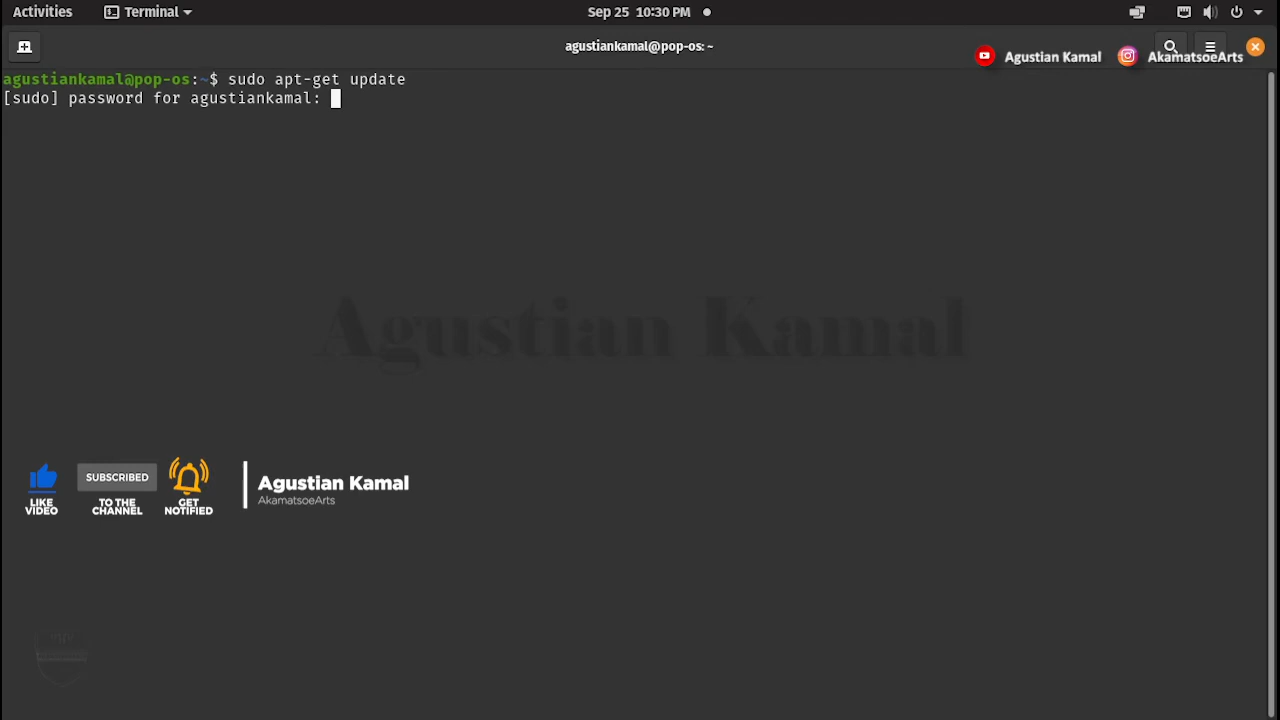 Activities
Terminal
Sep 25 10:30 PM
agustiankamal@pop-os: ~
Agustian Kamal
AkamatsoeArts
agustiankamal@pop-os:~$ sudo apt-get update
[sudo] password for agustiankamal:
Agustian Kamal
LIKE VIDEO
SUBSCRIBED
TO THE CHANNEL
GET NOTIFIED
Agustian Kamal
AkamatsoeArts